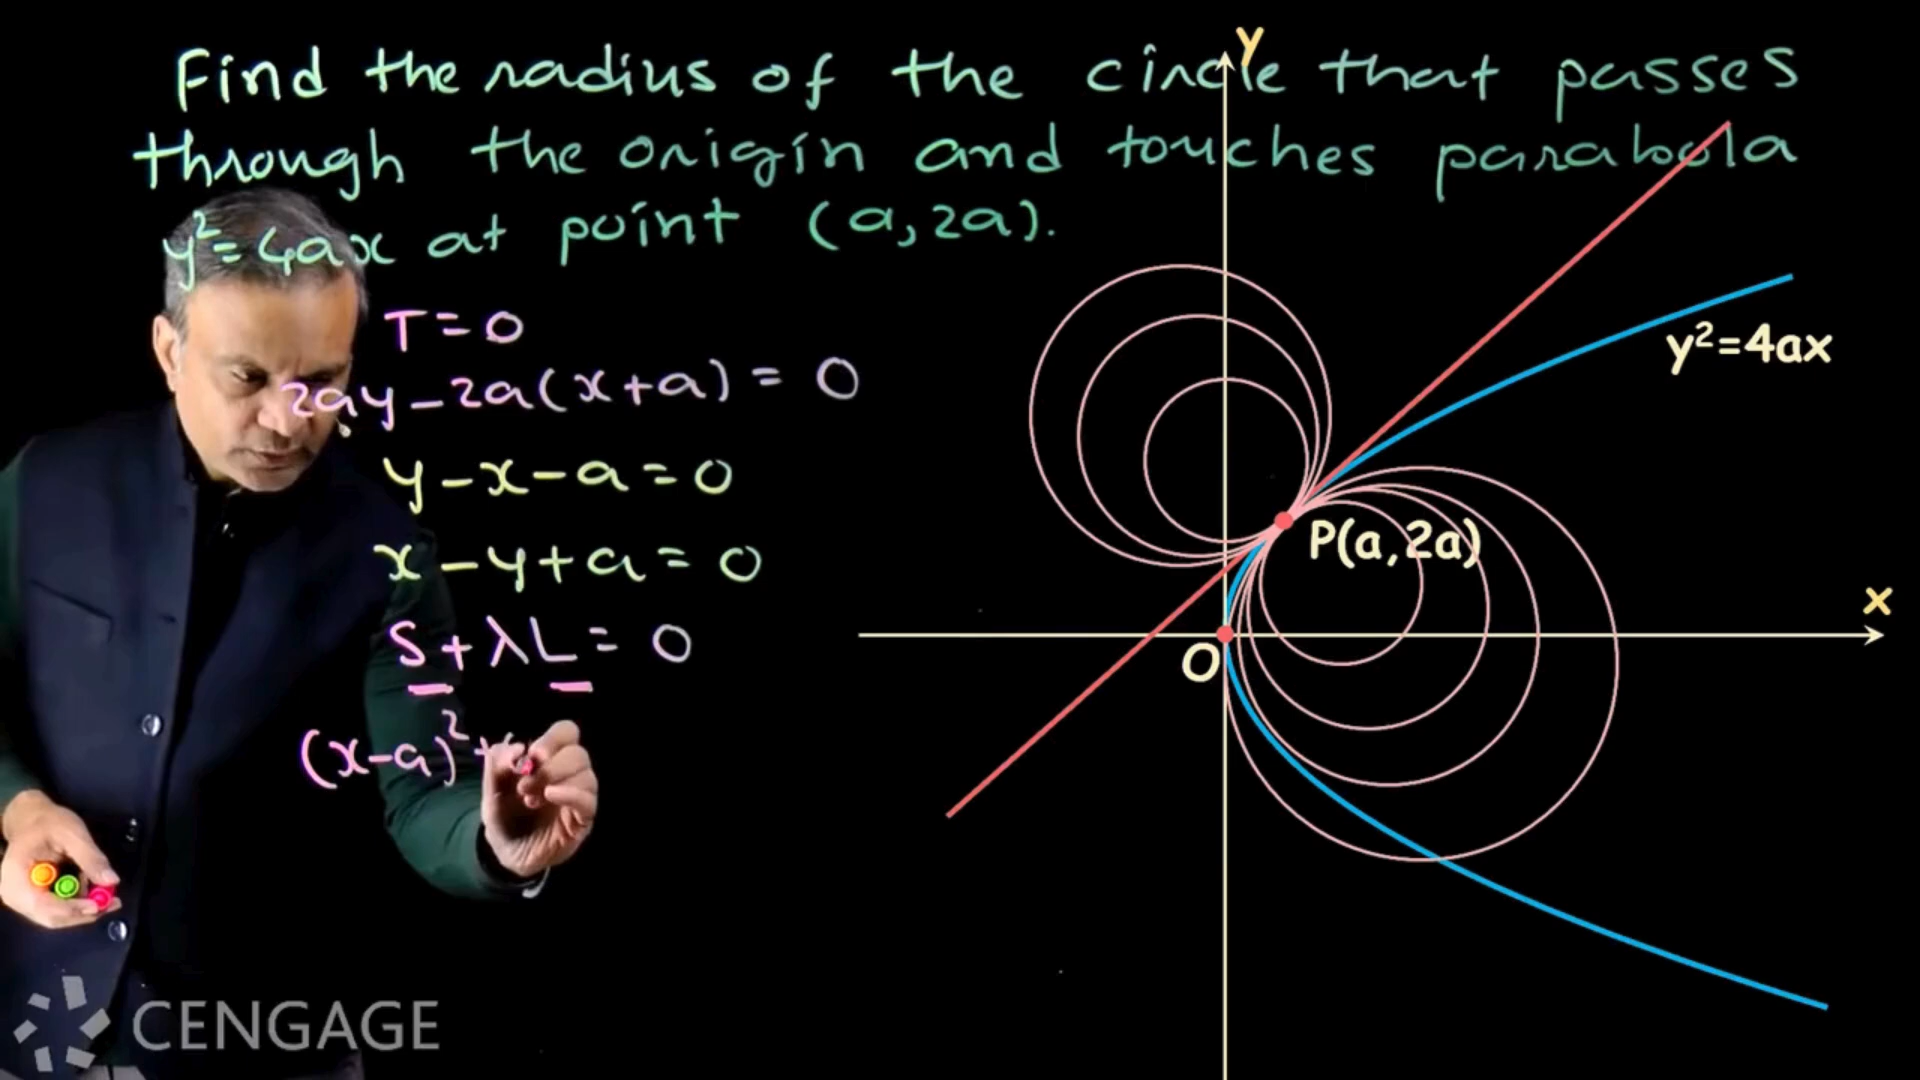 Find the radius of the circle that passes
through the origin and touches parabola
y²=4ax at point (a,2a).
T=0
2ay-2a(x+a)=0
y-x-a=0
x-y+a=0
S+λL=0
(x-a)²+
y
y²=4ax
P(a,2a)
x
O
CENGAGE